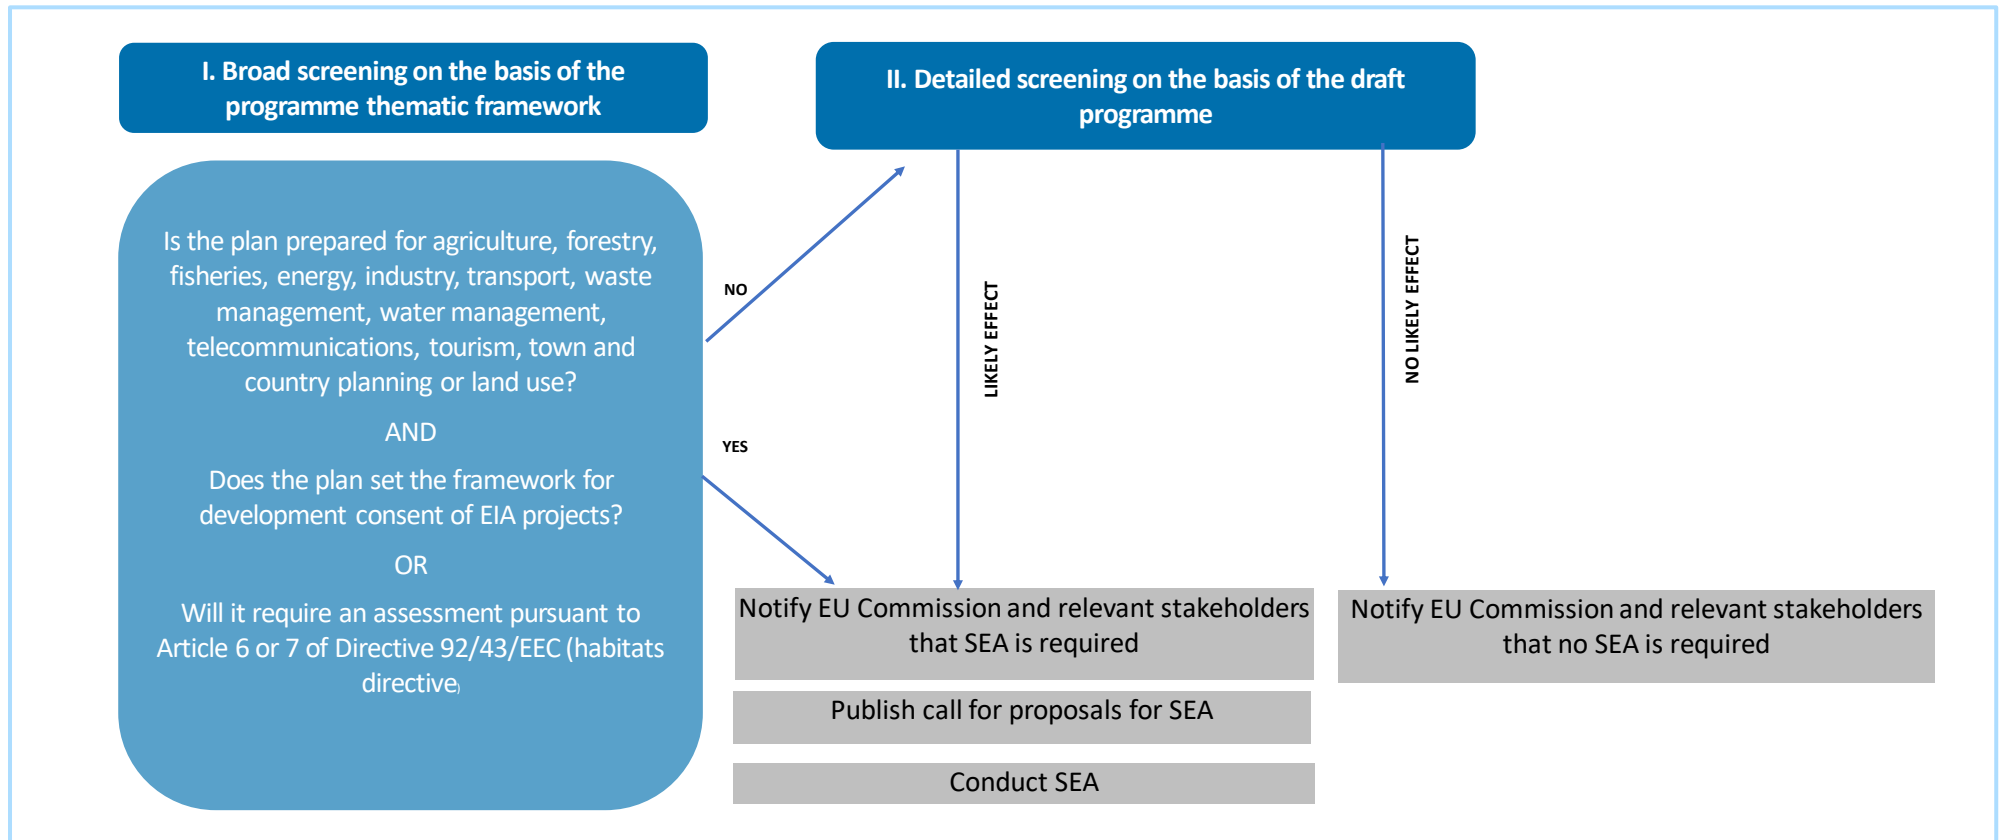 I. Broad screening on the basis of the
programme thematic framework
Is the plan prepared for agriculture, forestry,
fisheries, energy, industry, transport, waste
management, water management,
telecommunications, tourism, town and
country planning or land use?
AND
Does the plan set the framework for
development consent of EIA projects?
OR
Will it require an assessment pursuant to
Article 6 or 7 of Directive 92/43/EEC (habitats
directive)
NO
YES
II. Detailed screening on the basis of the draft
programme
LIKELY EFFECT
NO LIKELY EFFECT
Notify EU Commission and relevant stakeholders
that SEA is required
Publish call for proposals for SEA
Conduct SEA
Notify EU Commission and relevant stakeholders
that no SEA is required